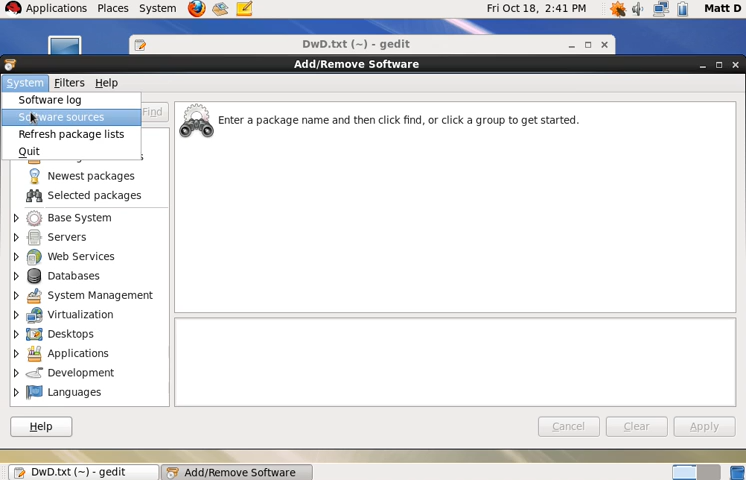 Applications Places System Fri Oct 18, 2:41 PM Matt D
DwD.txt (~) - gedit
Add/Remove Software
System Filters Help
Software log
Find
Software sources
Enter a package name and then click find, or click a group to get started.
Refresh package lists
Quit
Newest packages
Selected packages
Base System
Servers
Web Services
Databases
System Management
Virtualization
Desktops
Applications
Development
Languages
Help Cancel Clear Apply
DwD.txt (~) - gedit Add/Remove Software